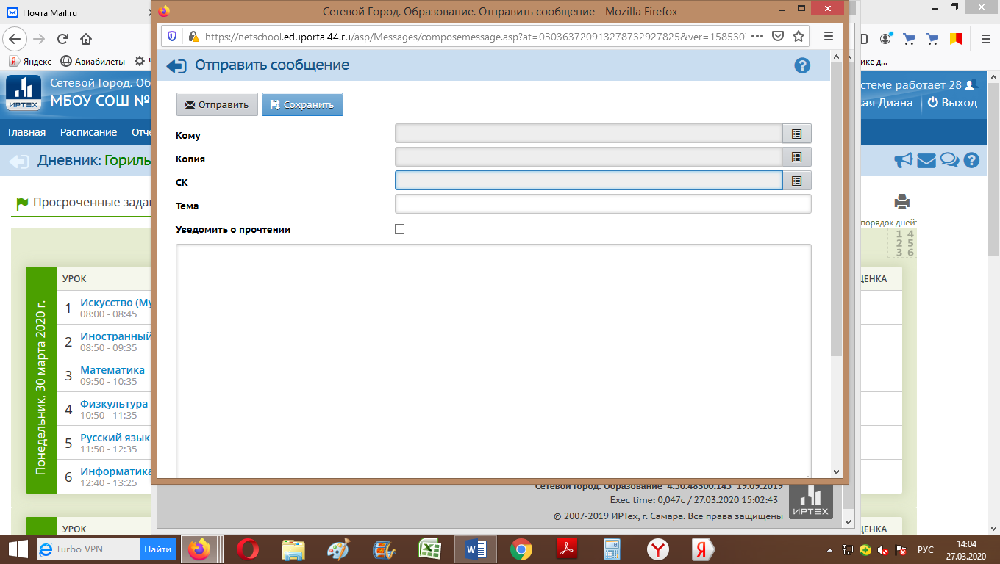 Почта Mail.ru
Сетевой Город. Образование. Отправить сообщение - Mozilla Firefox
https://netschool.eduportal44.ru/asp/Messages/composemessage.asp?at=030363720913278732927825&ver=158530
Яндекс
Авиабилеты
ике д...
Сетевой Город. Об
МБОУ СОШ №
стеме работает 28
кая Диана
Выход
Главная Расписание Отче
Дневник: Гориль
Отправить сообщение
Отправить
Сохранить
Кому
Копия
СК
Тема
Уведомить о прочтении
Просроченные зада
порядок дней:
1 4
2 5
3 6
Понедельник, 30 марта 2020 г.
УРОК
ЦЕНКА
1 Искусство (Му
08:00 - 08:45
2 Иностранный
08:50 - 09:35
3 Математика
09:50 - 10:35
4 Физкультура
10:50 - 11:35
5 Русский язык
11:50 - 12:35
6 Информатика
12:40 - 13:25
УРОК
ЦЕНКА
Сетевой Город. Образование 4.50.48300.145 19.09.2019
Exec time: 0,047с / 27.03.2020 15:02:43
© 2007-2019 ИРТех, г. Самара. Все права защищены
ИРТЕХ
ИРТЕХ
Turbo VPN
Найти
РУС
14:04
27.03.2020